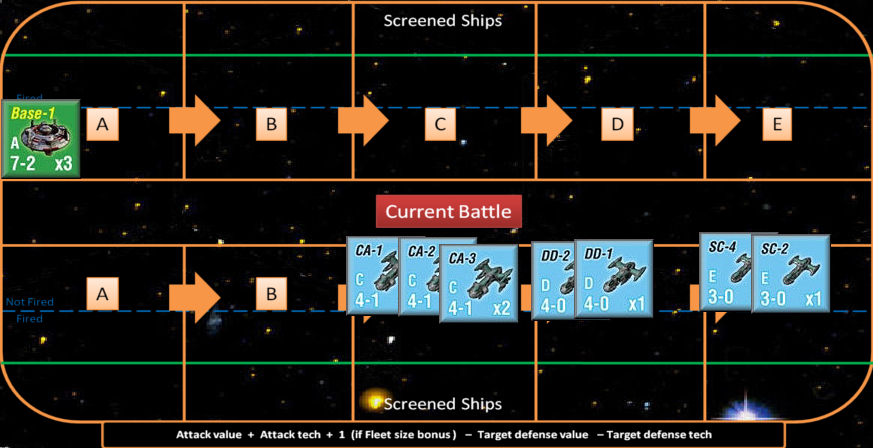 Screened Ships
Fired
Base-1
A
7-2 x3
A
B
C
D
E
Current Battle
CA-1
C
4-1
CA-2
C
4-1
CA-3
C
4-1 x2
DD-2
D
4-0
DD-1
D
4-0 x1
SC-4
E
3-0
SC-2
E
3-0 x1
A
B
Not Fired
Fired
Screened Ships
Attack value + Attack tech + 1 (if Fleet size bonus) – Target defense value – Target defense tech